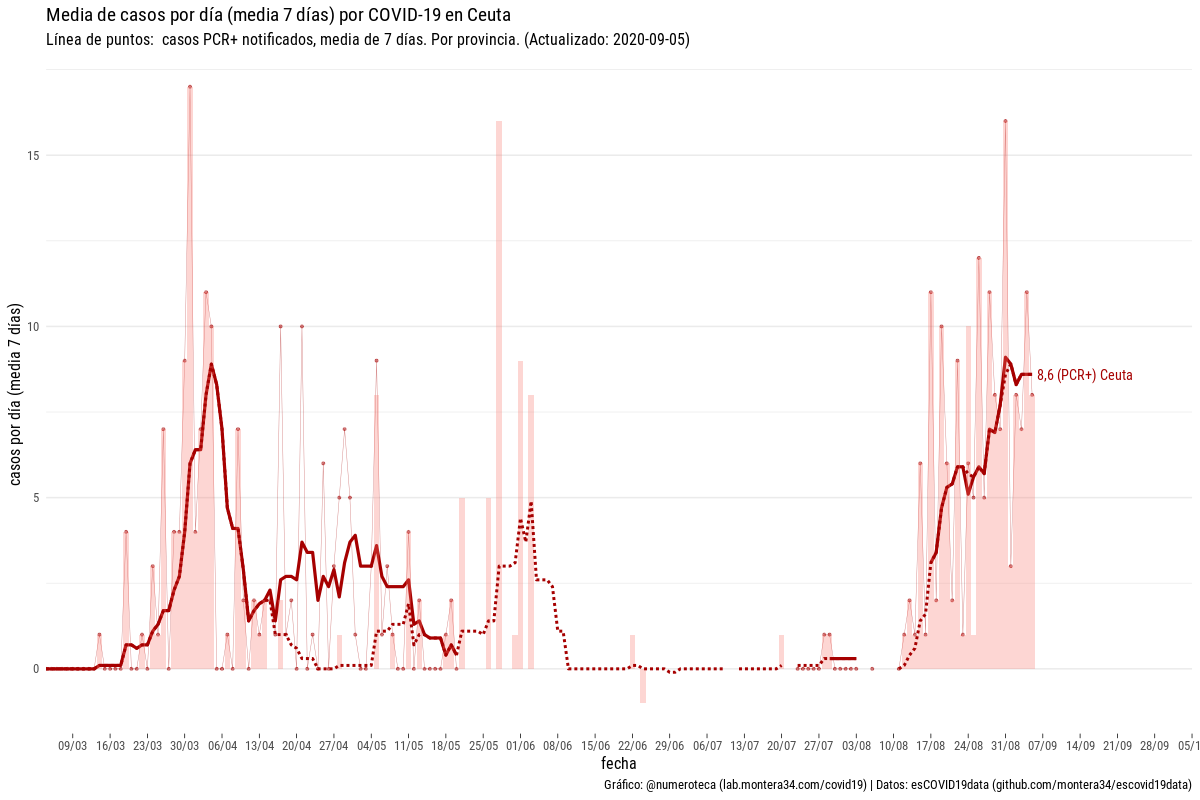 Media de casos por día (media 7 días) por COVID-19 en Ceuta
Línea de puntos:  casos PCR+ notificados, media de 7 días. Por provincia. (Actualizado: 2020-09-05)
casos por día (media 7 días)
15
10
5
0
8,6 (PCR+) Ceuta
09/03 16/03 23/03 30/03 06/04 13/04 20/04 27/04 04/05 11/05 18/05 25/05 01/06 08/06 15/06 22/06 29/06 06/07 13/07 20/07 27/07 03/08 10/08 17/08 24/08 31/08 07/09 14/09 21/09 28/09 05/1
fecha
Gráfico: @numeroteca (lab.montera34.com/covid19) | Datos: esCOVID19data (github.com/montera34/escovid19data)